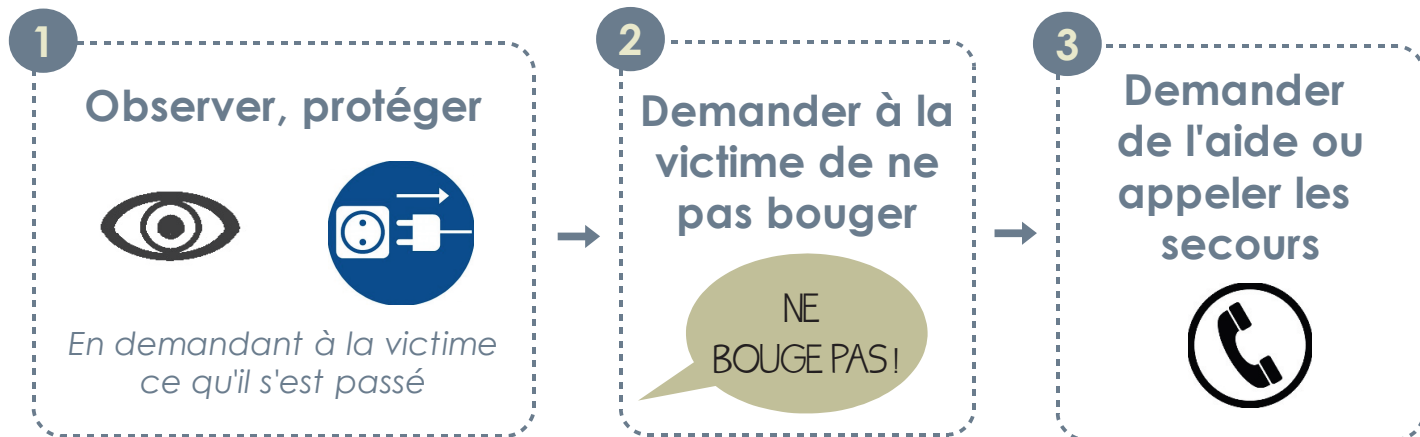 1
Observer, protéger
En demandant à la victime
ce qu'il s'est passé
2
Demander à la
victime de ne
pas bouger
NE
BOUGE PAS!
3
Demander
de l'aide ou
appeler les
secours